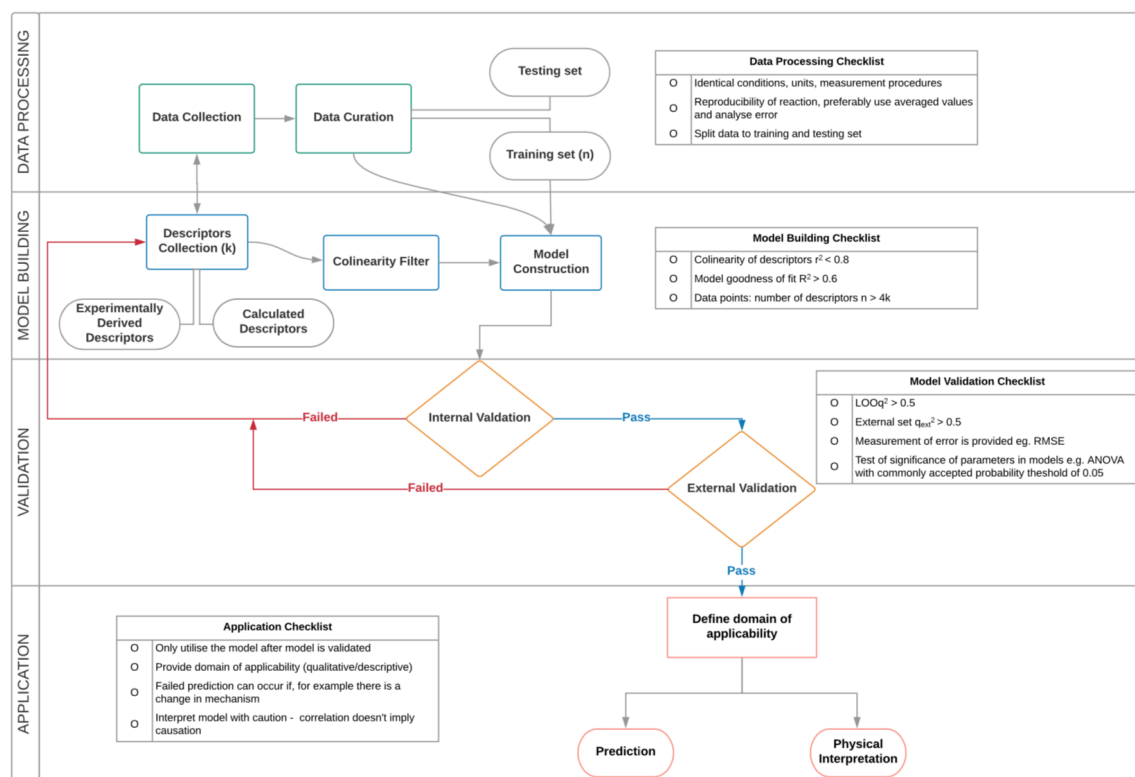 DATA PROCESSING
Testing set
Data Collection
Data Curation
Training set (n)
Data Processing Checklist
O Identical conditions, units, measurement procedures
O Reproducibility of reaction, preferably use averaged values
and analyse error
O Split data to training and testing set
MODEL BUILDING
Descriptors
Collection (k)
Colinearity Filter
Model
Construction
Experimentally
Derived
Descriptors
Calculated
Descriptors
Model Building Checklist
O Colinearity of descriptors r² < 0.8
O Model goodness of fit R² > 0.6
O Data points: number of descriptors n > 4k
VALIDATION
Failed
Internal Valdation
Pass
Failed
External Validation
Pass
Model Validation Checklist
O LOOq² > 0.5
O External set qext² > 0.5
O Measurement of error is provided eg. RMSE
O Test of significance of parameters in models e.g. ANOVA
with commonly accepted probability theshold of 0.05
APPLICATION
Application Checklist
O Only utilise the model after model is validated
O Provide domain of applicability (qualitative/descriptive)
O Failed prediction can occur if, for example there is a
change in mechanism
O Interpret model with caution - correlation doesn't imply
causation
Define domain of
applicability
Prediction
Physical
Interpretation